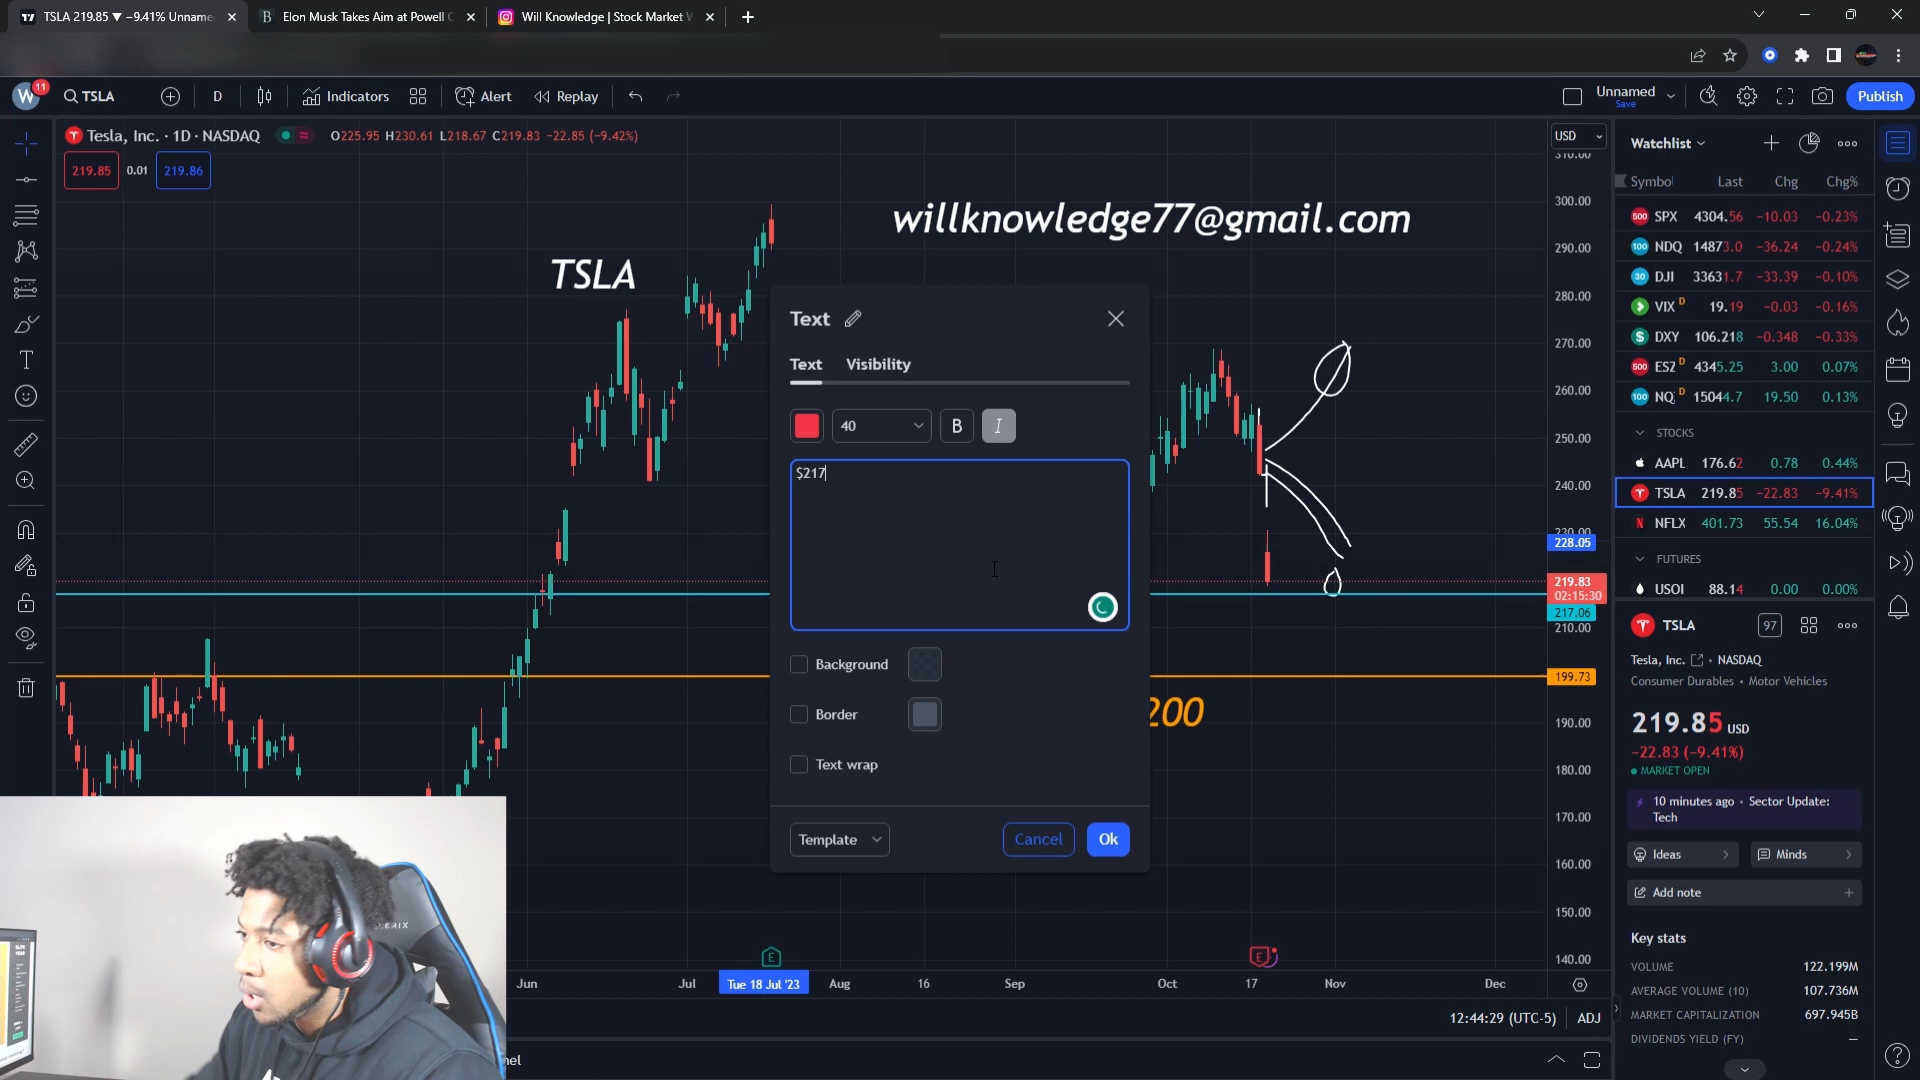 TSLA 219.85 ▼ −9.41% Unname
Elon Musk Takes Aim at Powell
Will Knowledge | Stock Market
W 11
TSLA
D
Indicators
Alert
Replay
Unnamed
Save
Publish
Tesla, Inc. · 1D · NASDAQ
O225.95 H230.61 L218.67 C219.83 −22.85 (−9.42%)
219.85 0.01 219.86
USD
willknowledge77@gmail.com
TSLA
Text
Text Visibility
40 B I
$217
Background
Border
Text wrap
Template
Cancel
Ok
200
310.00
300.00
290.00
280.00
270.00
260.00
250.00
240.00
230.00
228.05
219.83
02:15:30
217.06
210.00
199.73
190.00
180.00
170.00
160.00
150.00
140.00
E
E
Jun Jul Tue 18 Jul '23 Aug 16 Sep Oct 17 Nov Dec
12:44:29 (UTC-5) ADJ
nel
Watchlist
Symbol Last Chg Chg%
500 SPX 4304.56 −10.03 −0.23%
100 NDQ 14873.0 −36.24 −0.24%
30 DJI 33631.7 −33.39 −0.10%
VIX D 19.19 −0.03 −0.16%
$ DXY 106.218 −0.348 −0.33%
500 ESZ D 4345.25 3.00 0.07%
100 NQ D 15044.7 19.50 0.13%
STOCKS
AAPL 176.62 0.78 0.44%
TSLA 219.85 −22.83 −9.41%
N NFLX 401.73 55.54 16.04%
FUTURES
USOI 88.14 0.00 0.00%
TSLA
97
Tesla, Inc. • NASDAQ
Consumer Durables • Motor Vehicles
219.85 USD
−22.83 (−9.41%)
MARKET OPEN
10 minutes ago • Sector Update:
Tech
Ideas
Minds
Add note
Key stats
VOLUME 122.199M
AVERAGE VOLUME (10) 107.736M
MARKET CAPITALIZATION 697.945B
DIVIDENDS YIELD (FY) —